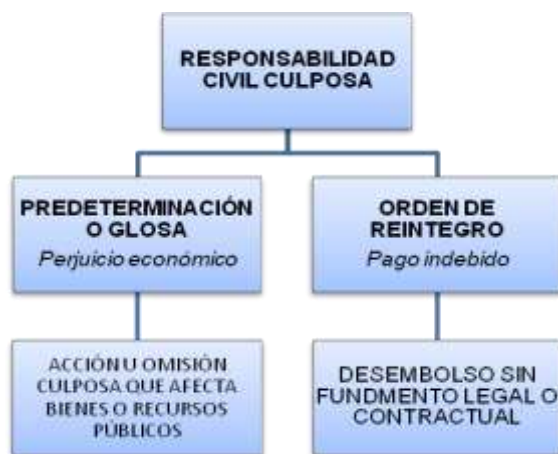 RESPONSABILIDAD
CIVIL CULPOSA
PREDETERMINACIÓN
O GLOSA
Perjuicio económico
ORDEN DE
REINTEGRO
Pago indebido
ACCIÓN U OMISIÓN
CULPOSA QUE AFECTA
BIENES O RECURSOS
PÚBLICOS
DESEMBOLSO SIN
FUNDMENTO LEGAL O
CONTRACTUAL